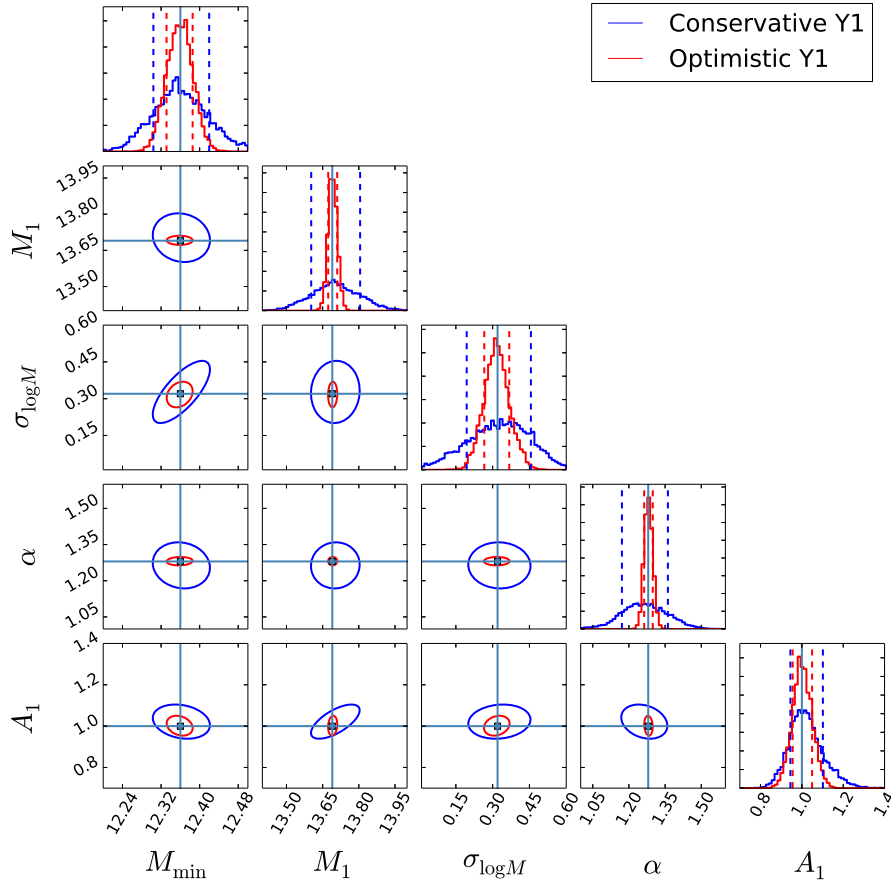 Conservative Y1
Optimistic Y1
M₁
13.95
13.80
13.65
13.50
σ_logM
0.60
0.45
0.30
0.15
α
1.50
1.35
1.20
1.05
A₁
1.4
1.2
1.0
0.8
12.24 12.32 12.40 12.48 13.50 13.65 13.80 13.95 0.15 0.30 0.45 0.60 1.05 1.20 1.35 1.50 0.8 1.0 1.2 1.4
M_min M₁ σ_logM α A₁